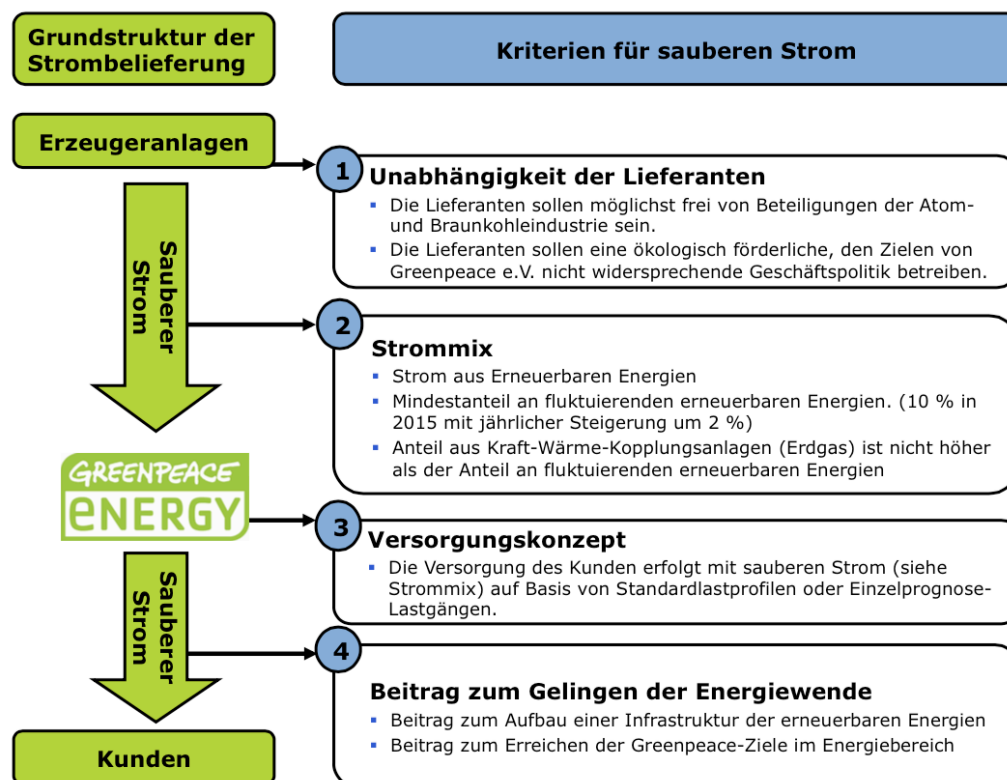 Grundstruktur der
Strombelieferung
Kriterien für sauberen Strom
Erzeugeranlagen
Sauberer
Strom
1
Unabhängigkeit der Lieferanten
▪ Die Lieferanten sollen möglichst frei von Beteiligungen der Atom-
und Braunkohleindustrie sein.
▪ Die Lieferanten sollen eine ökologisch förderliche, den Zielen von
Greenpeace e.V. nicht widersprechende Geschäftspolitik betreiben.
2
Strommix
▪ Strom aus Erneuerbaren Energien
▪ Mindestanteil an fluktuierenden erneuerbaren Energien. (10 % in
2015 mit jährlicher Steigerung um 2 %)
▪ Anteil aus Kraft-Wärme-Kopplungsanlagen (Erdgas) ist nicht höher
als der Anteil an fluktuierenden erneuerbaren Energien
GREENPEACE
eNERGY
3
Versorgungskonzept
▪ Die Versorgung des Kunden erfolgt mit sauberen Strom (siehe
Strommix) auf Basis von Standardlastprofilen oder Einzelprognose-
Lastgängen.
Sauberer
Strom
4
Beitrag zum Gelingen der Energiewende
▪ Beitrag zum Aufbau einer Infrastruktur der erneuerbaren Energien
▪ Beitrag zum Erreichen der Greenpeace-Ziele im Energiebereich
Kunden